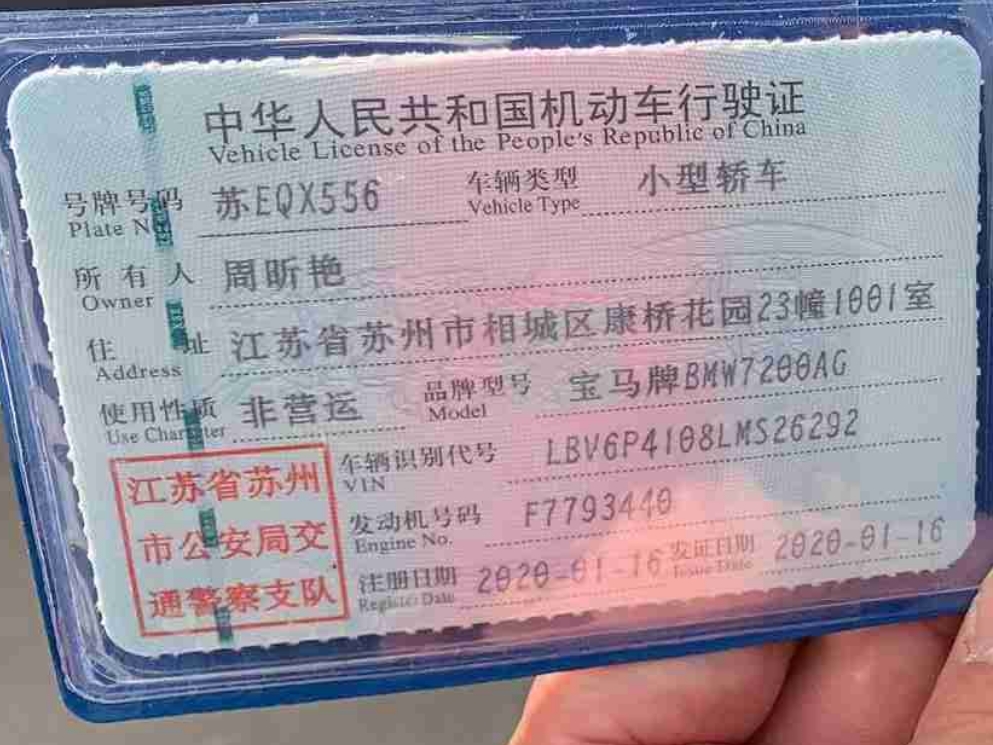 中华人民共和国机动车行驶证
Vehicle License of the People's Republic of China
号牌号码 苏EQX556 车辆类型 小型轿车
Plate No. Vehicle Type
所有人 周昕艳
Owner
住址 江苏省苏州市相城区康桥花园23幢1001室
Address
使用性质 非营运 品牌型号 宝马牌BMW7200AG
Use Character Model
车辆识别代号 LBV6P4108LMS26292
VIN
发动机号码 F7793440
Engine No.
注册日期 2020-01-16 发证日期 2020-01-16
Register Date Issue Date
江苏省苏州
市公安局交
通警察支队